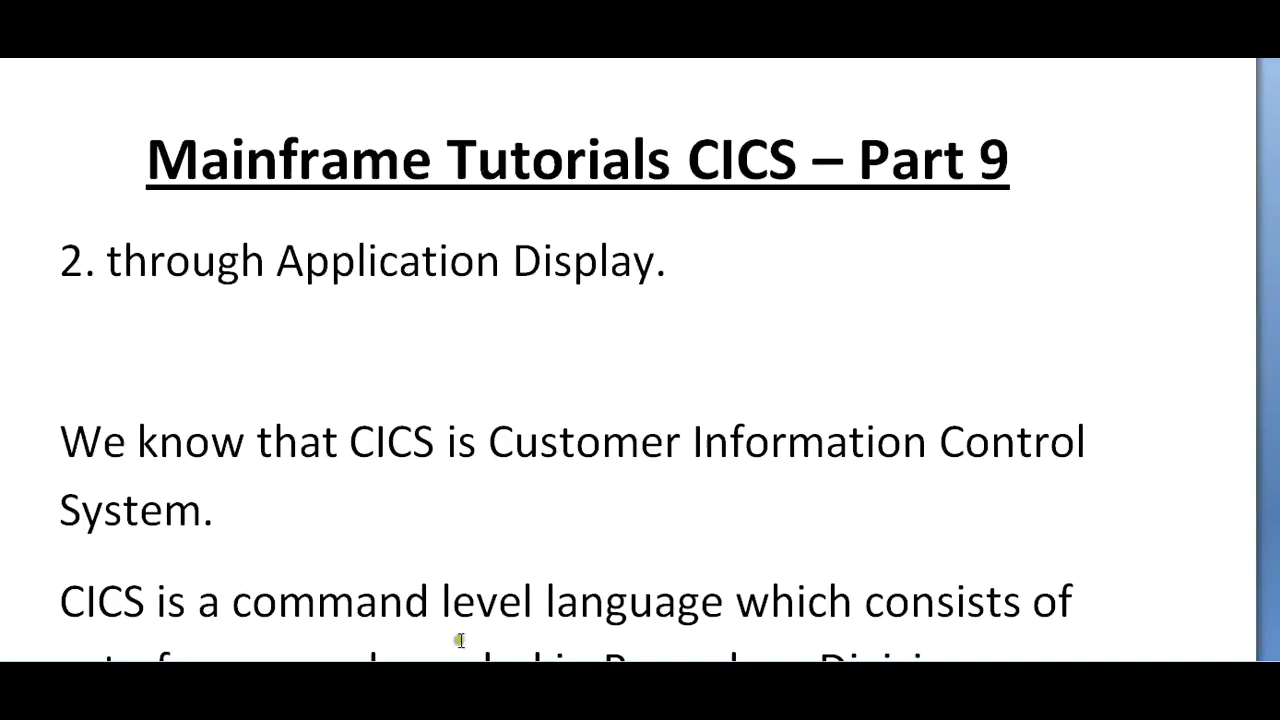 Mainframe Tutorials CICS – Part 9
2. through Application Display.
We know that CICS is Customer Information Control
System.
CICS is a command level language which consists of